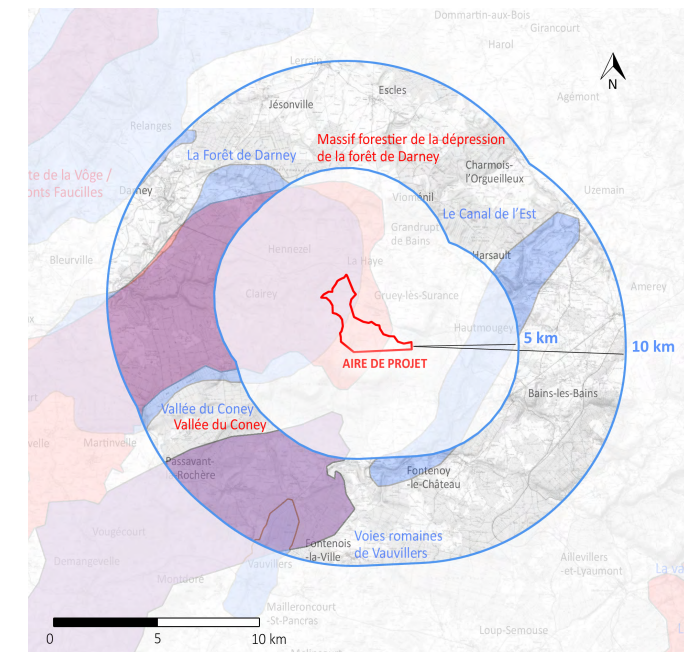 Dommartin-aux-Bois
Girancourt
Harol
Lerrain
Escles
Agémont
N
Jésonville
Relanges
Massif forestier de la dépression
de la forêt de Darney
La Forêt de Darney
Charmois-
l'Orgueilleux
te de la Vôge /
onts Faucilles
Darney
Uzemain
Vioménil
Le Canal de l'Est
Grandrupt
de Bains
Hennezel
Harsault
La Haye
Bleurville
Amerey
Clairey
Gruey-lès-Surance
Hautmougey
5 km
10 km
AIRE DE PROJET
Bains-les-Bains
Vallée du Coney
Vallée du Coney
velle
Martinvelle
Passavant
-la-Rochère
Fontenoy
-le-Château
Vougécourt
Voies romaines
de Vauvillers
Fontenois
-la-Ville
Demangevelle
Vauvillers
Aillevillers
-et-Lyaumont
La va
Montdoré
Mailleroncourt
-St-Pancras
Loup-Semouse
0
5
10 km